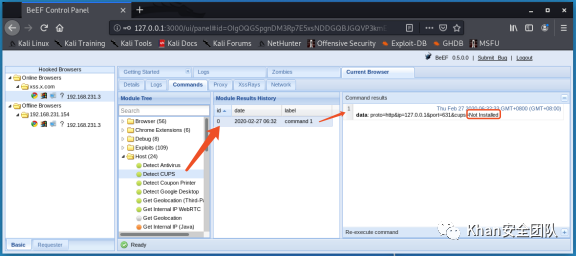 BeEF Control Panel
127.0.0.1:3000/ui/panel#id=OlgOQGSpgnDM3Rp7E5xsNDDGQBJGQVP3km
Kali Linux Kali Training Kali Tools Kali Docs Kali Forums NetHunter Offensive Security Exploit-DB GHDB MSFU
BeEF 0.5.0.0 | Submit Bug | Logout
Hooked Browsers
Online Browsers
xss.x.com
192.168.231.3
Offline Browsers
192.168.231.154
192.168.231.3
Basic Requester
Getting Started Logs Zombies Current Browser
Details Logs Commands Proxy XssRays Network
Module Tree
Search
Browser (56)
Chrome Extensions (6)
Debug (8)
Exploits (109)
Host (24)
Detect Antivirus
Detect CUPS
Detect Coupon Printer
Detect Google Desktop
Get Geolocation (Third-Pa
Get Internal IP WebRTC
Get Geolocation
Get Internal IP (Java)
Module Results History
id date label
0 2020-02-27 06:32 command 1
Command results
1 Thu Feb 27 2020 06:32:33 GMT+0800 (GMT+08:00)
data: proto=http&ip=127.0.0.1&port=631&cups=Not Installed
Re-execute command
Ready
Khan安全团队